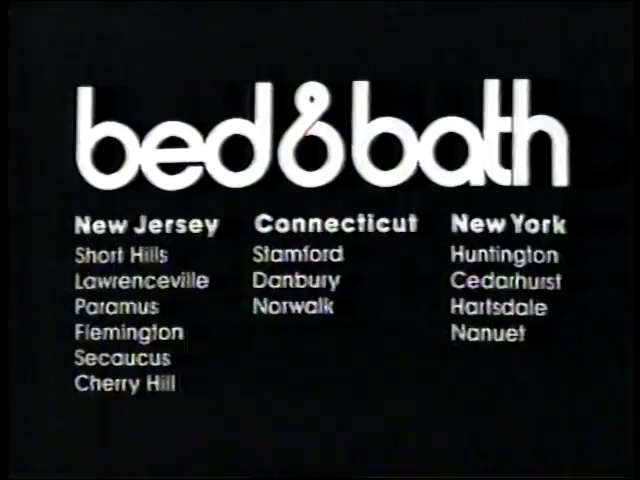 bed & bath
New Jersey
Short Hills
Lawrenceville
Paramus
Flemington
Secaucus
Cherry Hill
Connecticut
Stamford
Danbury
Norwalk
New York
Huntington
Cedarhurst
Hartsdale
Nanuet